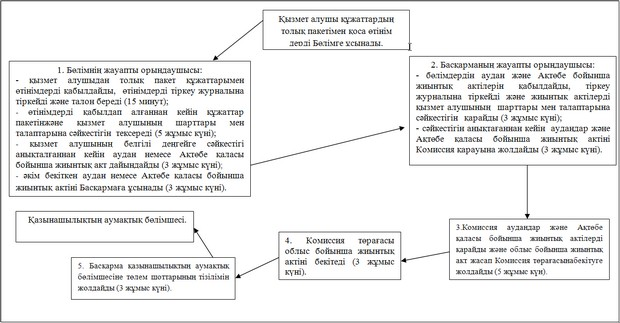 Қызмет алушы құжаттардың
толық пакетімен қоса өтінім
дерді Бөлімге ұсынады.
1. Бөлімнің жауапты орындаушысы:
- қызмет алушыдан толық пакет құжаттарымен
өтінімдерді қабылдайды, өтінімдерді тіркеу журналына
тіркейді және талон береді (15 минут);
- өтінімдерді қабылдап алғаннан кейін құжаттар
пакетінжәне қызмет алушының шарттары мен
талаптарына сәйкестігін тексереді (5 жұмыс күні);
- қызмет алушының белгілі деңгейге сәйкестігі
анықталғаннан кейін аудан немесе Ақтөбе қаласы
бойынша жиынтық акт дайындайды (3 жұмыс күні);
- әкім бекіткен аудан немесе Ақтөбе қаласы бойынша
жиынтық актіні Басқармаға ұсынады (3 жұмыс күні).
2. Басқарманың жауапты орындаушысы:
- бөлімдердің аудан және Ақтөбе бойынша
жиынтық актілерін қабылдайды, тіркеу
журналына тіркейді және жиынтық актілерді
қызмет алушының шарттары мен талаптарына
сәйкестігін қарайды (3 жұмыс күні);
- сәйкестігін анықтағаннан кейін аудандар және
Ақтөбе қаласы бойынша жиынтық актіні
Комиссия қарауына жолдайды (3 жұмыс күні).
3.Комиссия аудандар және Ақтөбе
қаласы бойынша жиынтық актілерді
қарайды және облыс бойынша жиынтық
акт жасап Комиссия төрағасынабекітуге
жолдайды (5 жұмыс күн).
4. Комиссия төрағасы
облыс бойынша жиынтық
актіні бекітеді (3 жұмыс
күні).
5. Басқарма қазынашылықтың аумақтық
бөлімшесіне төлем шоттарының тізілімін
жолдайды (3 жұмыс күні).
Қазынашылықтың аумақтық бөлімшесі.